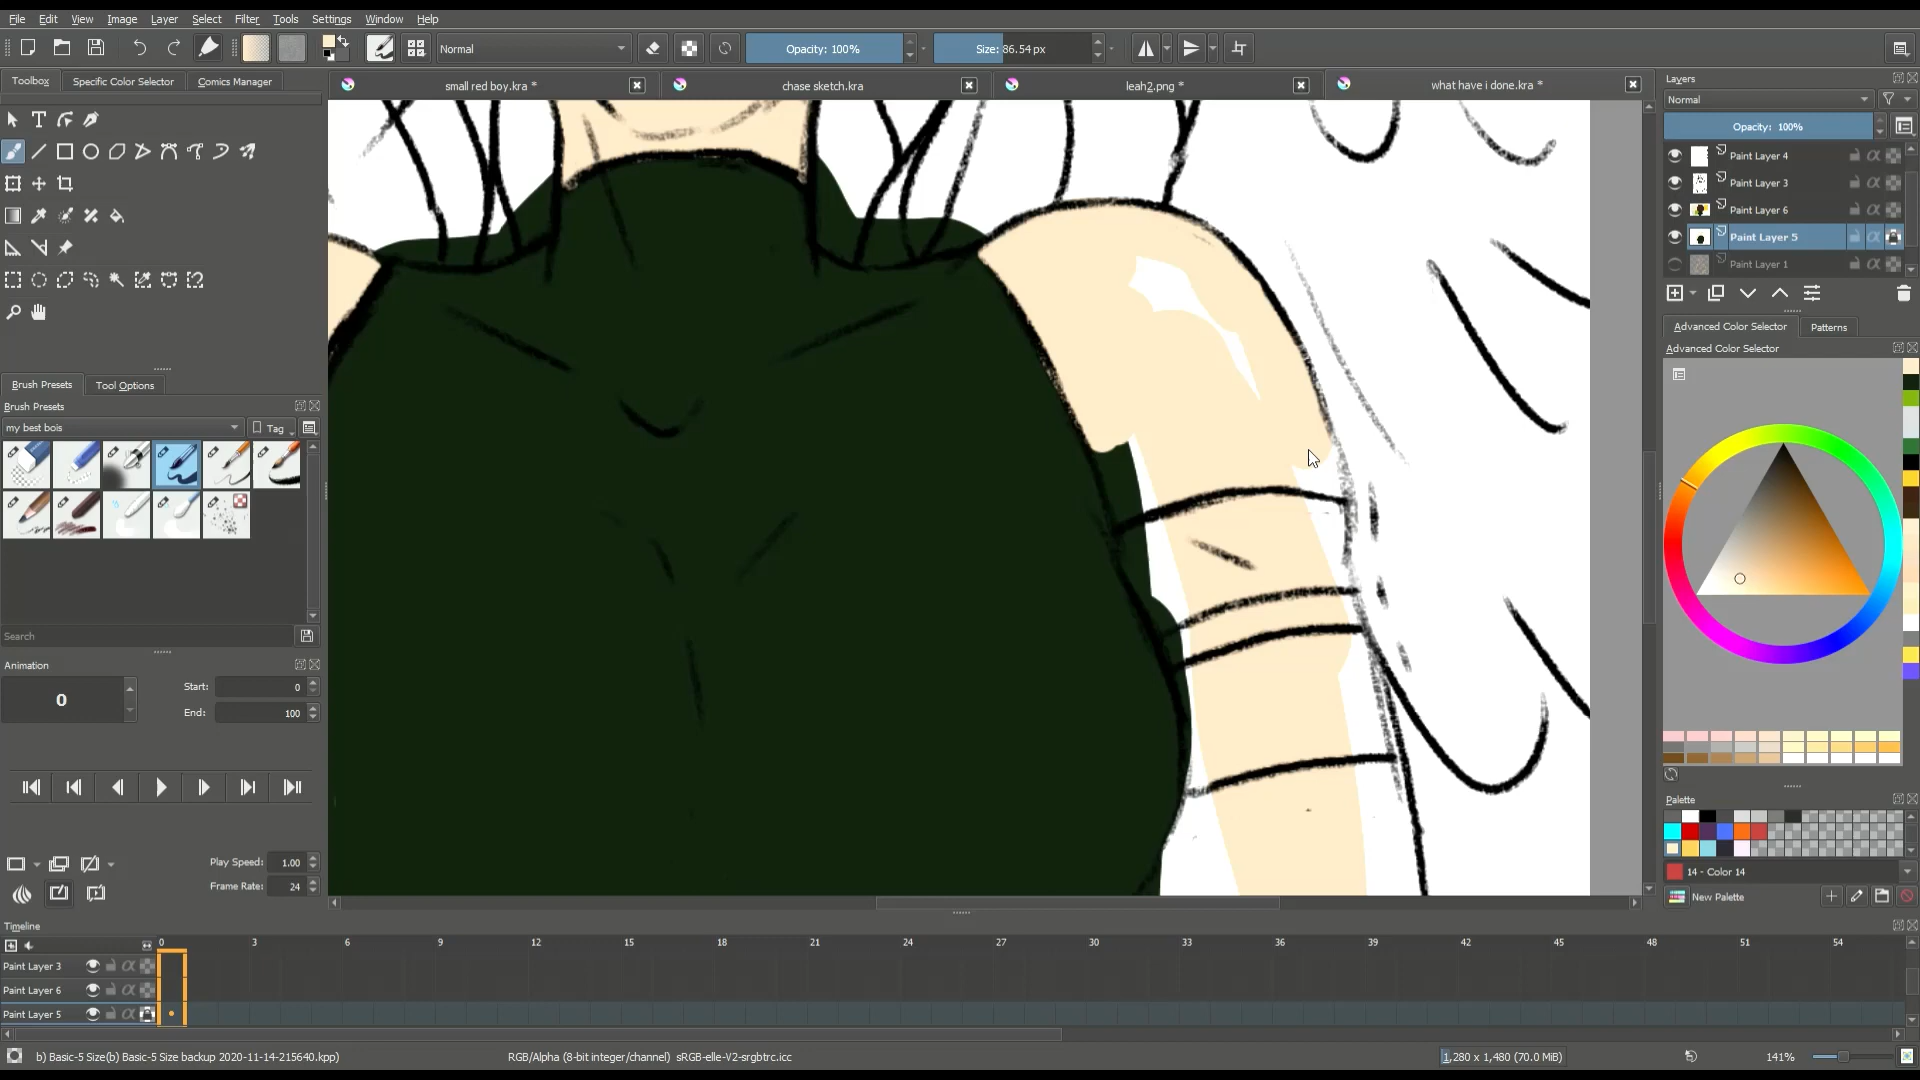 File Edit View Image Layer Select Filter Tools Settings Window Help
Normal Opacity: 100% Size: 86.54 px
Toolbox Specific Color Selector Comics Manager
small red boy.kra * chase sketch.kra leah2.png * what have i done.kra *
Layers
Normal
Opacity: 100%
Paint Layer 4
Paint Layer 3
Paint Layer 6
Paint Layer 5
Paint Layer 1
Advanced Color Selector Patterns
Advanced Color Selector
Brush Presets Tool Options
Brush Presets
my best bois Tag
Search
Animation
0 Start: 0
End: 100
Play Speed: 1.00
Frame Rate: 24
Palette
14 - Color 14
New Palette
Timeline
0 3 6 9 12 15 18 21 24 27 30 33 36 39 42 45 48 51 54
Paint Layer 3
Paint Layer 6
Paint Layer 5
b) Basic-5 Size(b) Basic-5 Size backup 2020-11-14-215640.kpp) RGB/Alpha (8-bit integer/channel) sRGB-elle-V2-srgbtrc.icc 1,280 x 1,480 (70.0 MiB) 141%